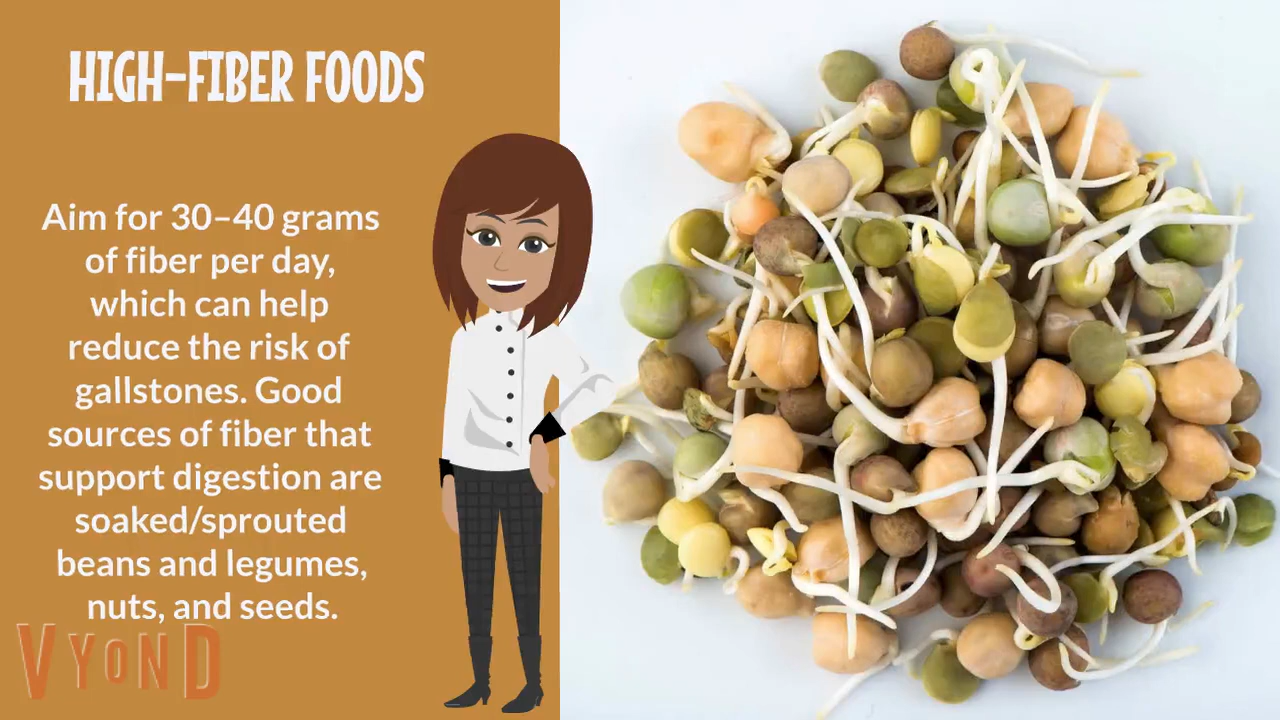 HIGH-FIBER FOODS
Aim for 30–40 grams
of fiber per day,
which can help
reduce the risk of
gallstones. Good
sources of fiber that
support digestion are
soaked/sprouted
beans and legumes,
nuts, and seeds.
VYOND